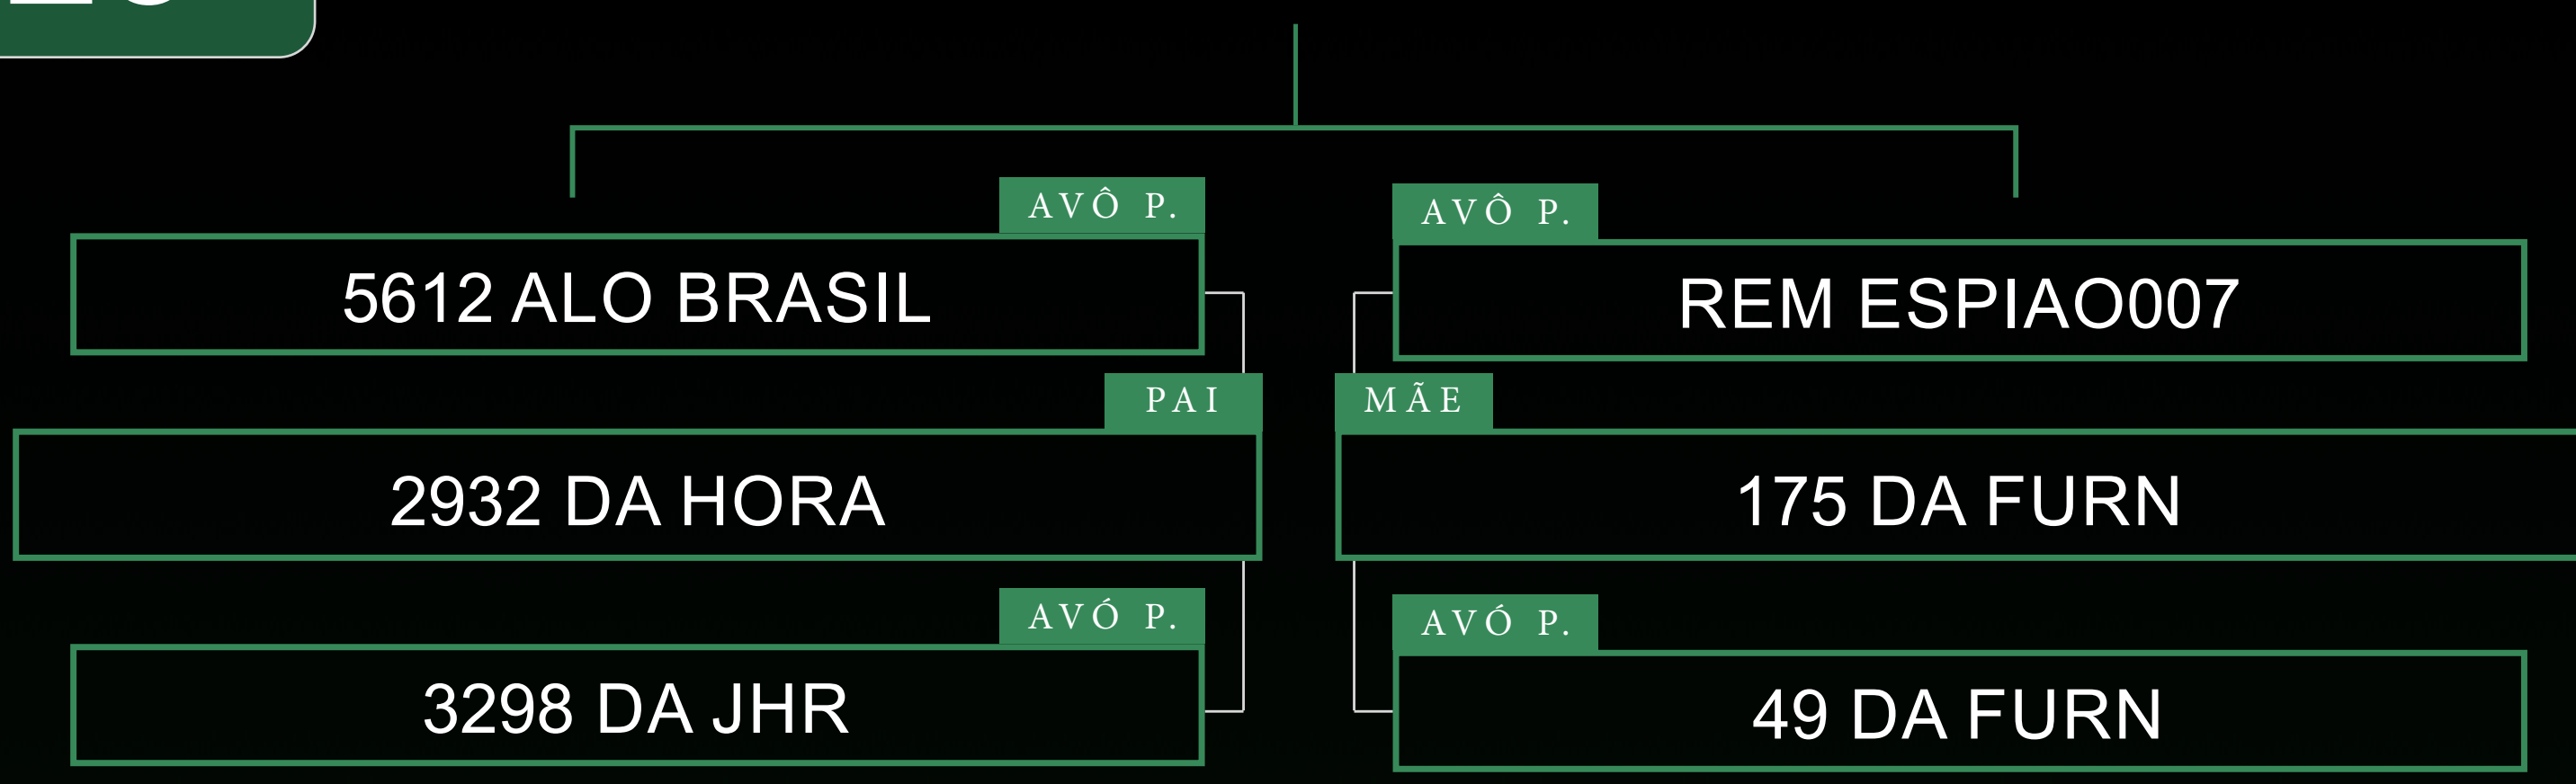 AVÔ P.
5612 ALO BRASIL
PAI
2932 DA HORA
AVÓ P.
3298 DA JHR
AVÔ P.
REM ESPIAO007
MÃE
175 DA FURN
AVÓ P.
49 DA FURN